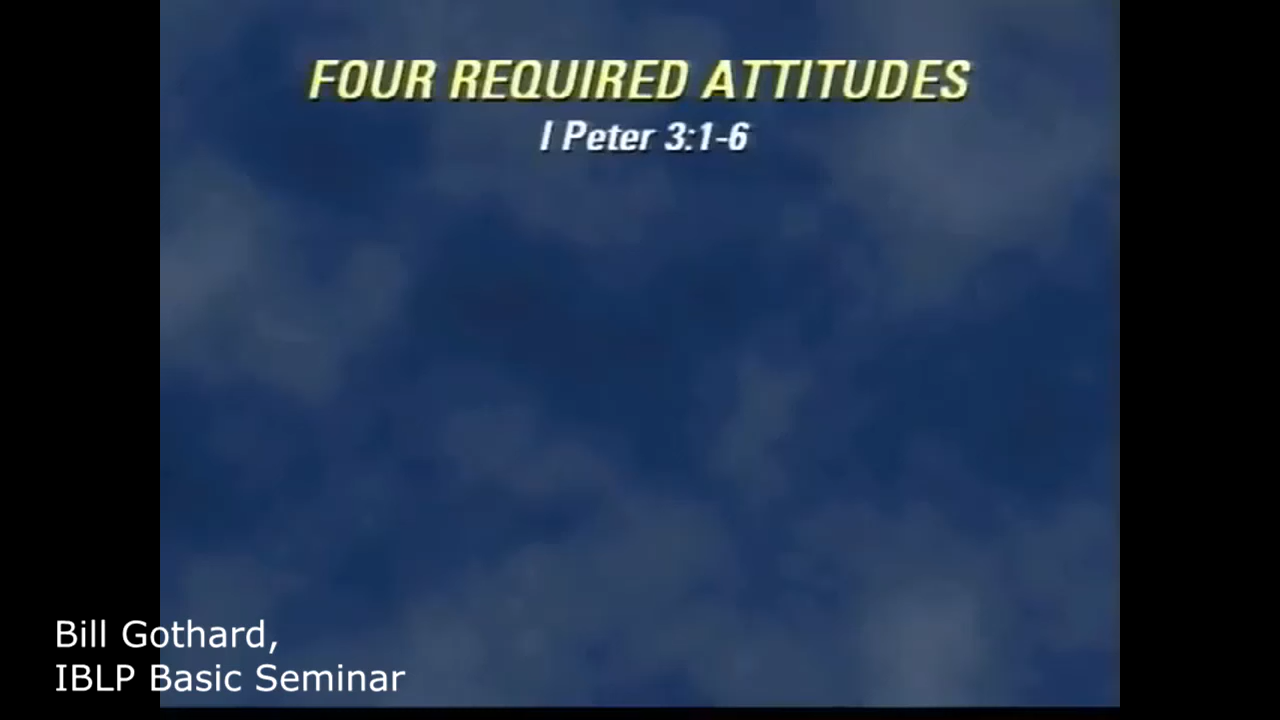 FOUR REQUIRED ATTITUDES
I Peter 3:1-6
Bill Gothard,
IBLP Basic Seminar